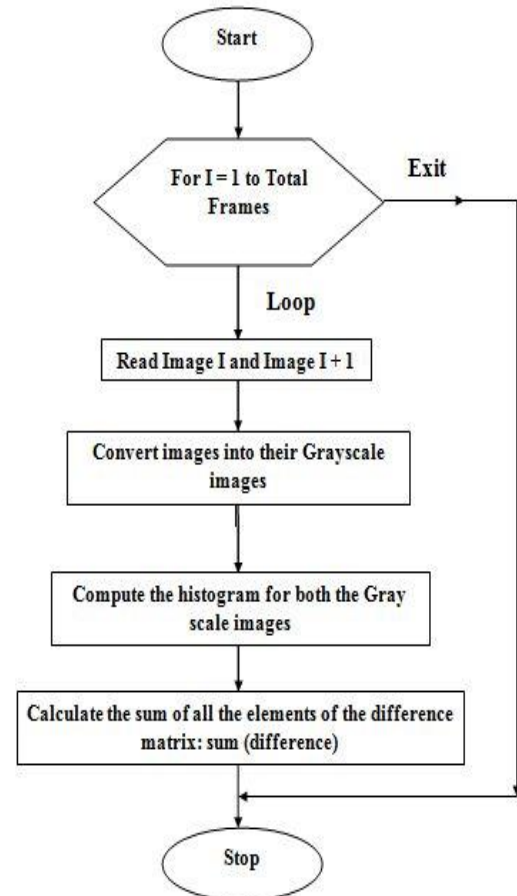 Start
For I = 1 to Total
Frames
Exit
Loop
Read Image I and Image I + 1
Convert images into their Grayscale
images
Compute the histogram for both the Gray
scale images
Calculate the sum of all the elements of the difference
matrix: sum (difference)
Stop